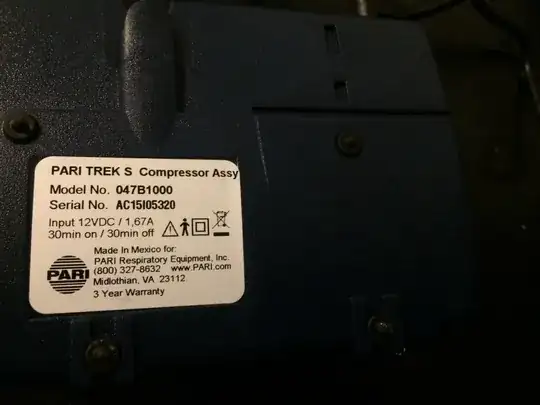 PARI TREK S Compressor Assy
Model No. 047B1000
Serial No. AC15I05320
Input 12VDC / 1,67A
30min on / 30min off
Made In Mexico for:
PARI Respiratory Equipment, Inc.
(800) 327-8632 www.PARI.com
Midlothian, VA 23112
3 Year Warranty
PARI